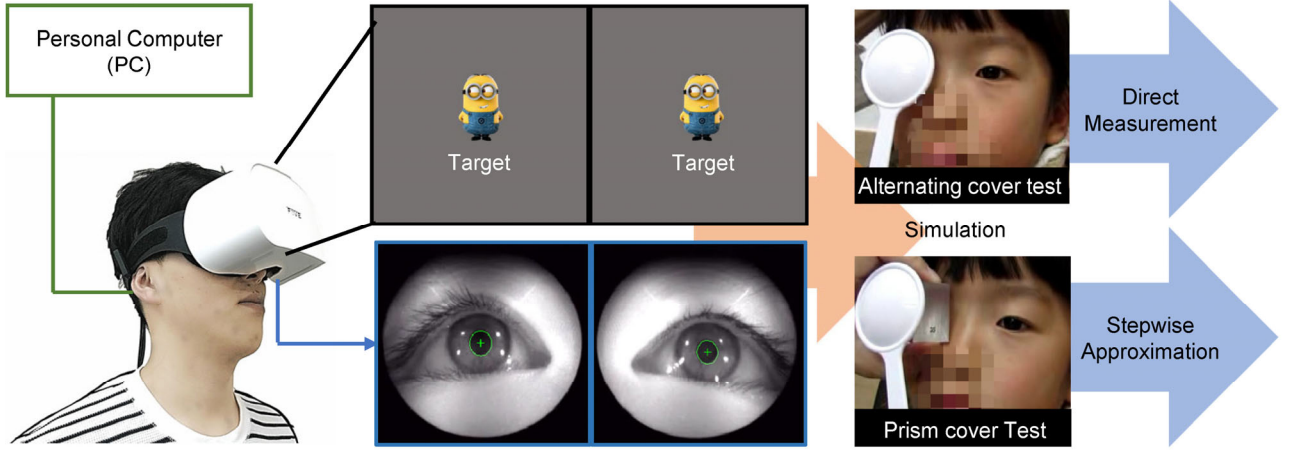 Personal Computer
(PC)
Target
Target
Alternating cover test
Direct
Measurement
Simulation
Prism cover Test
Stepwise
Approximation